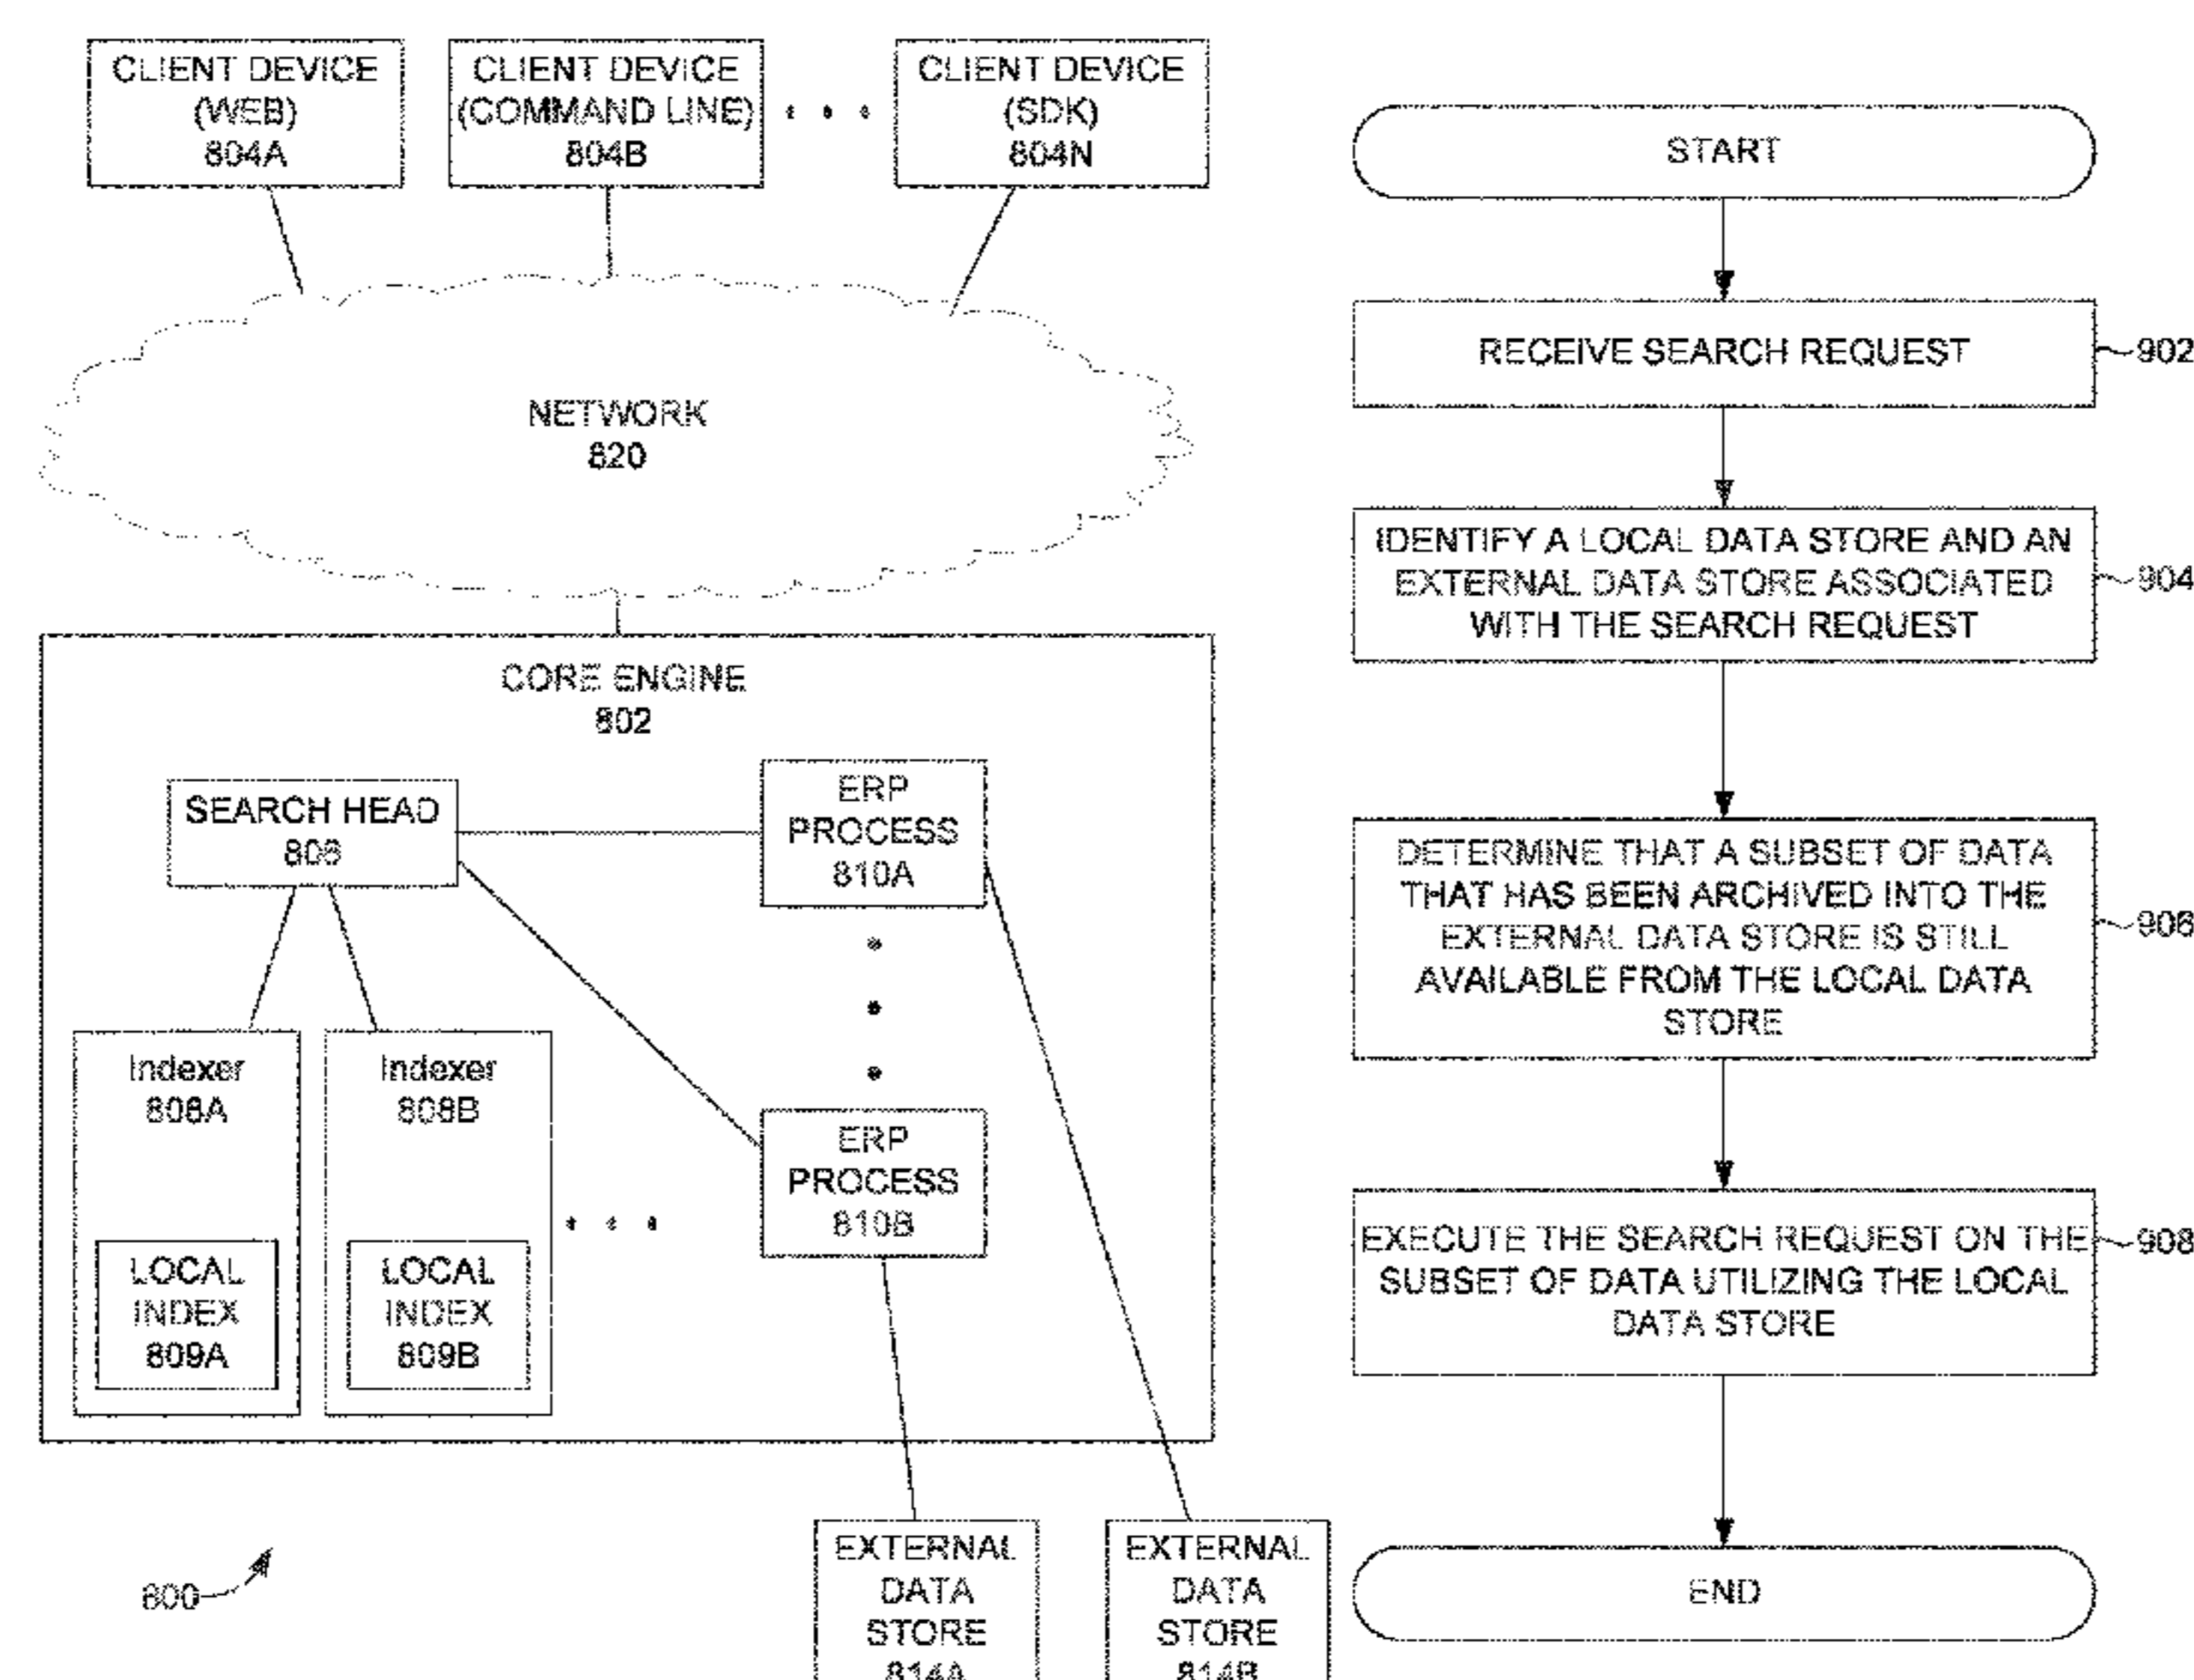 CLIENT DEVICE
(WEB)
804A
CLIENT DEVICE
(COMMAND LINE)
804B
CLIENT DEVICE
(SDK)
804N
NETWORK
820
CORE ENGINE
802
SEARCH HEAD
806
ERP
PROCESS
810A
Indexer
808A
Indexer
808B
ERP
PROCESS
810B
LOCAL
INDEX
809A
LOCAL
INDEX
809B
EXTERNAL
DATA
STORE
814A
EXTERNAL
DATA
STORE
814B
800
START
RECEIVE SEARCH REQUEST
902
IDENTIFY A LOCAL DATA STORE AND AN
EXTERNAL DATA STORE ASSOCIATED
WITH THE SEARCH REQUEST
904
DETERMINE THAT A SUBSET OF DATA
THAT HAS BEEN ARCHIVED INTO THE
EXTERNAL DATA STORE IS STILL
AVAILABLE FROM THE LOCAL DATA
STORE
906
EXECUTE THE SEARCH REQUEST ON THE
SUBSET OF DATA UTILIZING THE LOCAL
DATA STORE
908
END